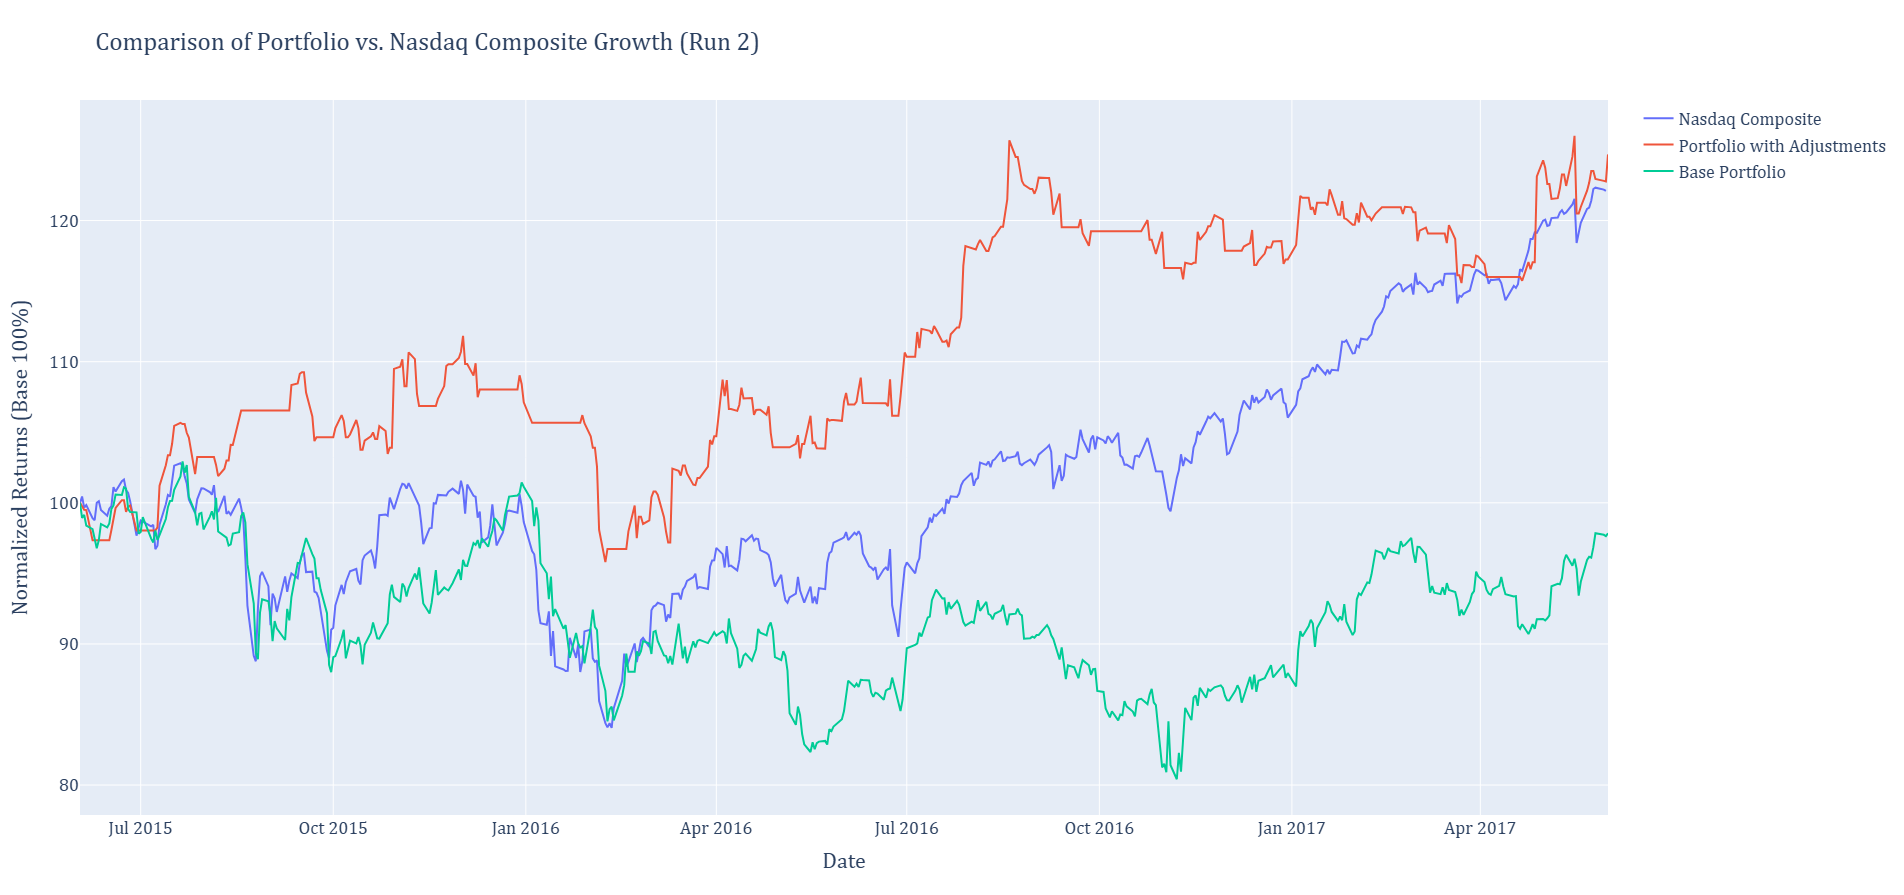 Comparison of Portfolio vs. Nasdaq Composite Growth (Run 2)
Nasdaq Composite
Portfolio with Adjustments
Base Portfolio
Normalized Returns (Base 100%)
120
110
100
90
80
Jul 2015
Oct 2015
Jan 2016
Apr 2016
Jul 2016
Oct 2016
Jan 2017
Apr 2017
Date